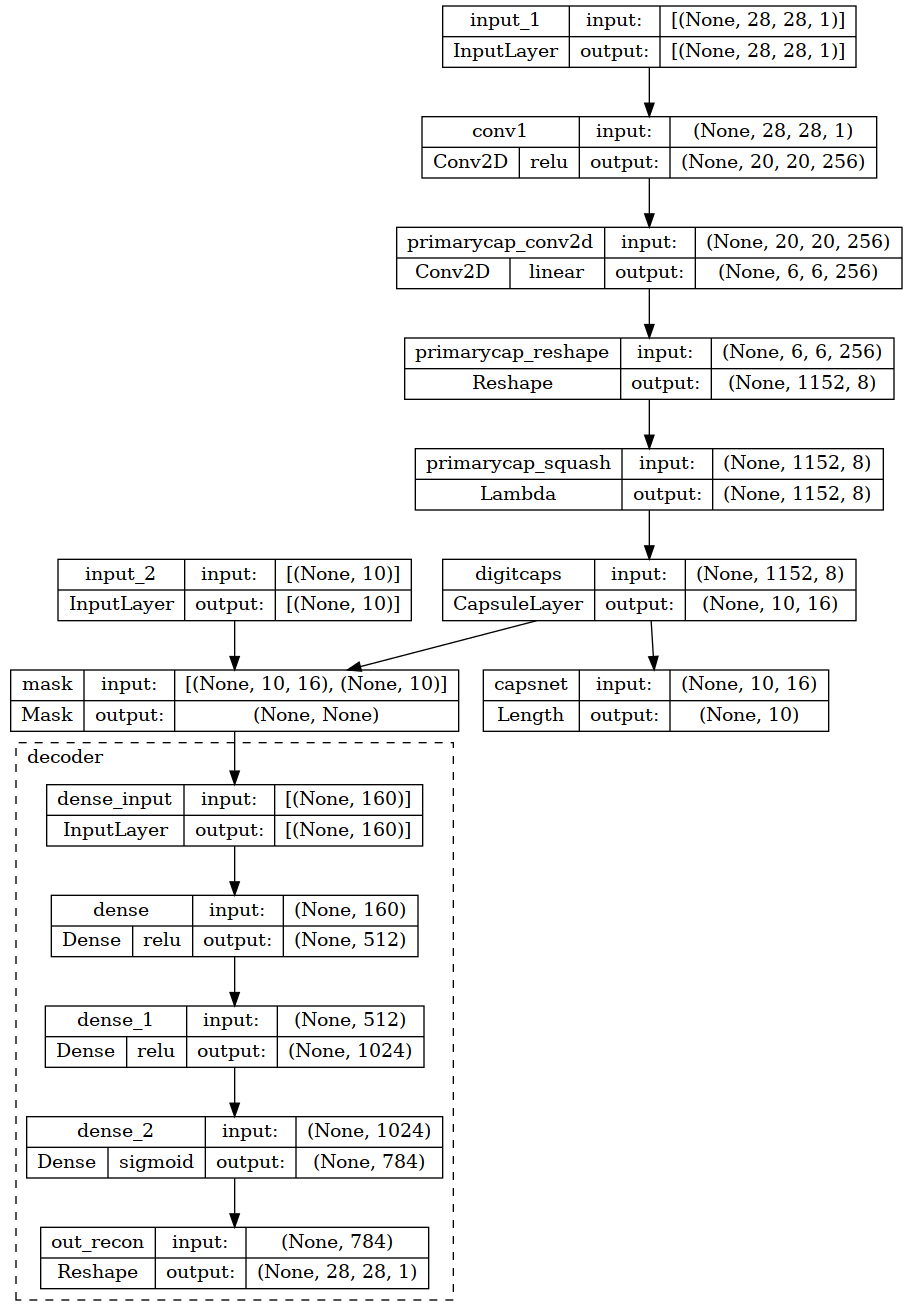 input_1 input: [(None, 28, 28, 1)]
InputLayer output: [(None, 28, 28, 1)]
conv1 input: (None, 28, 28, 1)
Conv2D relu output: (None, 20, 20, 256)
primarycap_conv2d input: (None, 20, 20, 256)
Conv2D linear output: (None, 6, 6, 256)
primarycap_reshape input: (None, 6, 6, 256)
Reshape output: (None, 1152, 8)
primarycap_squash input: (None, 1152, 8)
Lambda output: (None, 1152, 8)
input_2 input: [(None, 10)]
InputLayer output: [(None, 10)]
digitcaps input: (None, 1152, 8)
CapsuleLayer output: (None, 10, 16)
mask input: [(None, 10, 16), (None, 10)]
Mask output: (None, None)
capsnet input: (None, 10, 16)
Length output: (None, 10)
decoder
dense_input input: [(None, 160)]
InputLayer output: [(None, 160)]
dense input: (None, 160)
Dense relu output: (None, 512)
dense_1 input: (None, 512)
Dense relu output: (None, 1024)
dense_2 input: (None, 1024)
Dense sigmoid output: (None, 784)
out_recon input: (None, 784)
Reshape output: (None, 28, 28, 1)